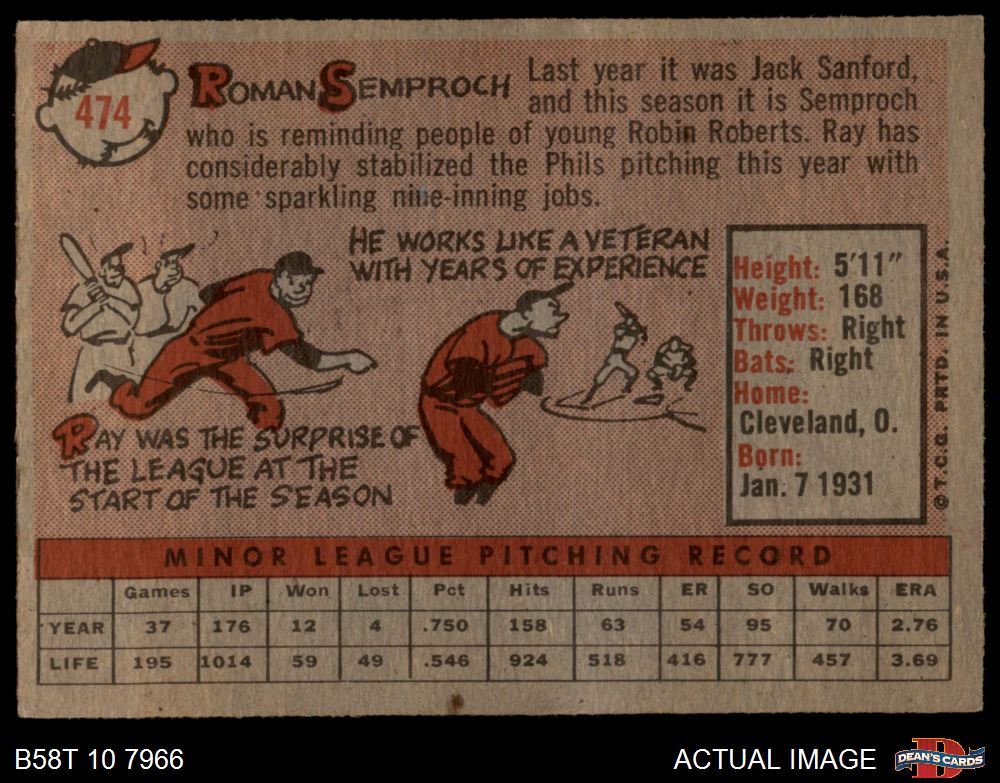 474
ROMAN SEMPROCH
Last year it was Jack Sanford,
and this season it is Semproch
who is reminding people of young Robin Roberts. Ray has
considerably stabilized the Phils pitching this year with
some sparkling nine-inning jobs.
HE WORKS LIKE A VETERAN
WITH YEARS OF EXPERIENCE
RAY WAS THE SURPRISE OF
THE LEAGUE AT THE
START OF THE SEASON
Height: 5'11"
Weight: 168
Throws: Right
Bats: Right
Home:
Cleveland, O.
Born:
Jan. 7 1931
© T.C.G. PRTD. IN U.S.A.
MINOR LEAGUE PITCHING RECORD
Games IP Won Lost Pct Hits Runs ER SO Walks ERA
YEAR 37 176 12 4 .750 158 63 54 95 70 2.76
LIFE 195 1014 59 49 .546 924 518 416 777 457 3.69
B58T 10 7966
ACTUAL IMAGE
D
DEAN'S CARDS